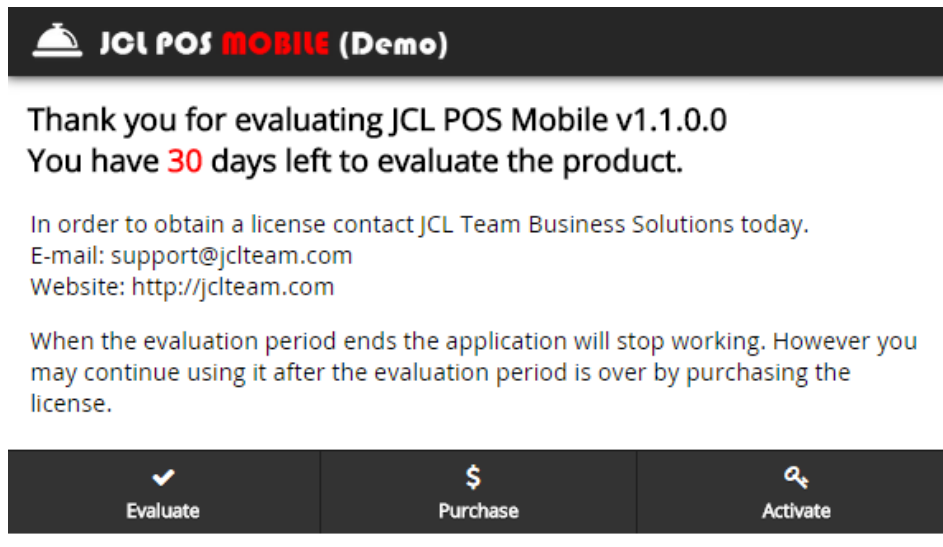 JCL POS MOBILE (Demo)
Thank you for evaluating JCL POS Mobile v1.1.0.0
You have 30 days left to evaluate the product.
In order to obtain a license contact JCL Team Business Solutions today.
E-mail: support@jclteam.com
Website: http://jclteam.com
When the evaluation period ends the application will stop working. However you
may continue using it after the evaluation period is over by purchasing the
license.
Evaluate Purchase Activate